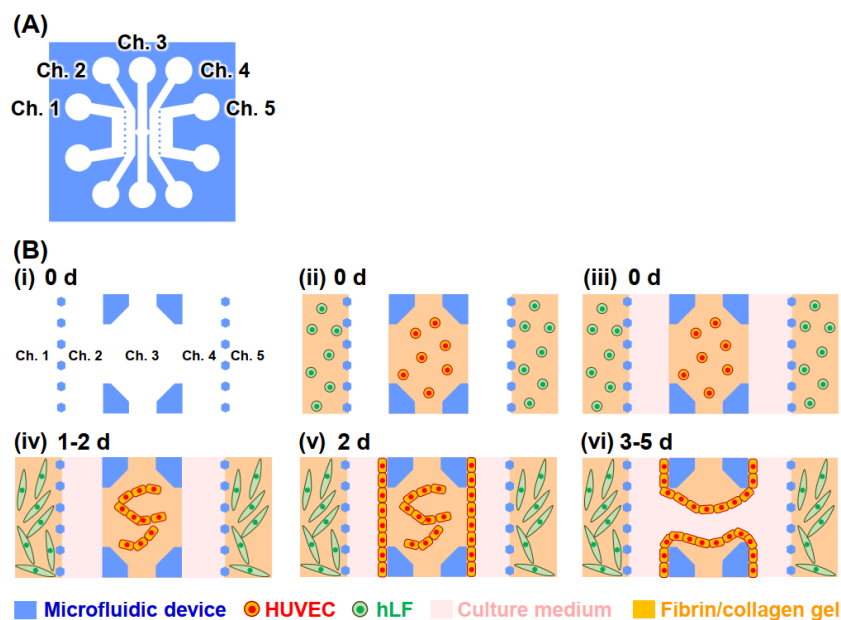 (A)
Ch. 3
Ch. 2
Ch. 4
Ch. 1
Ch. 5
(B)
(i) 0 d
(ii) 0 d
(iii) 0 d
Ch. 1
Ch. 2
Ch. 3
Ch. 4
Ch. 5
(iv) 1-2 d
(v) 2 d
(vi) 3-5 d
Microfluidic device
HUVEC
hLF
Culture medium
Fibrin/collagen gel